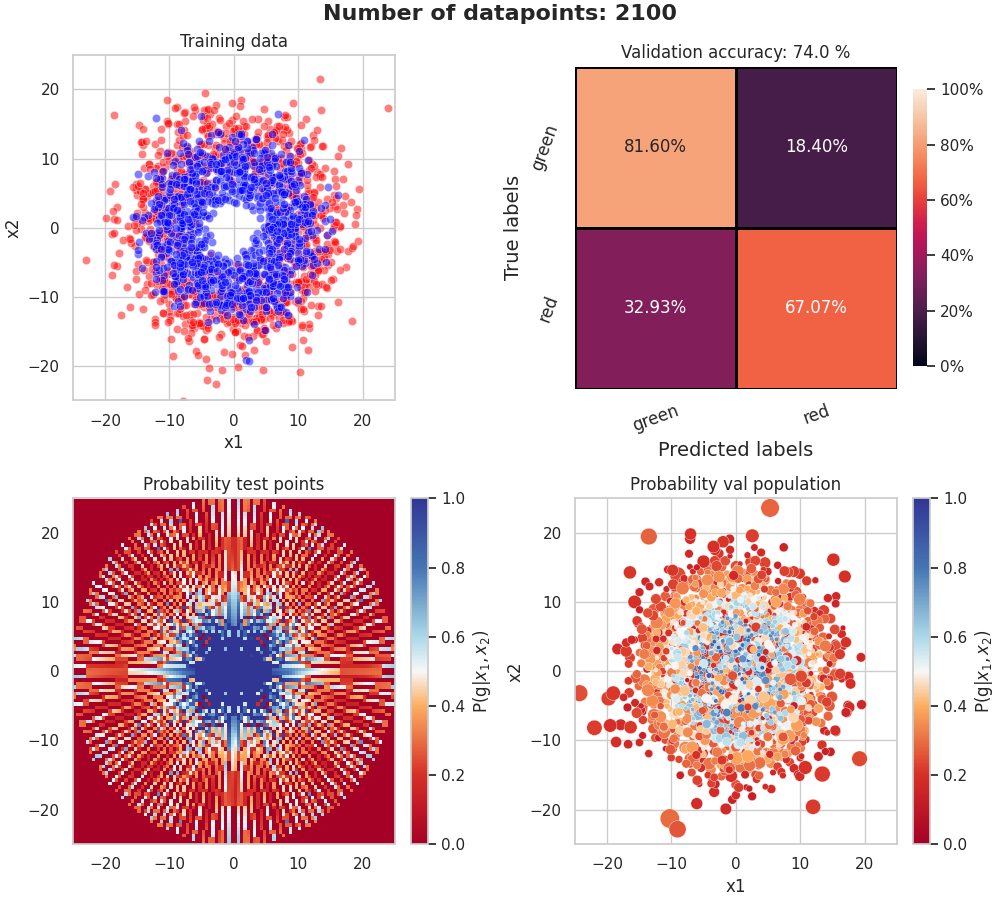 Number of datapoints: 2100
Training data
20
10
0
−10
−20
x2
−20 −10 0 10 20
x1
Validation accuracy: 74.0 %
green
red
True labels
81.60% 18.40%
32.93% 67.07%
green red
Predicted labels
100%
80%
60%
40%
20%
0%
Probability test points
20
10
0
−10
−20
−20 −10 0 10 20
1.0
0.8
0.6
0.4
0.2
0.0
P(g|x₁, x₂)
Probability val population
20
10
0
−10
−20
x2
−20 −10 0 10 20
x1
1.0
0.8
0.6
0.4
0.2
0.0
P(g|x₁, x₂)